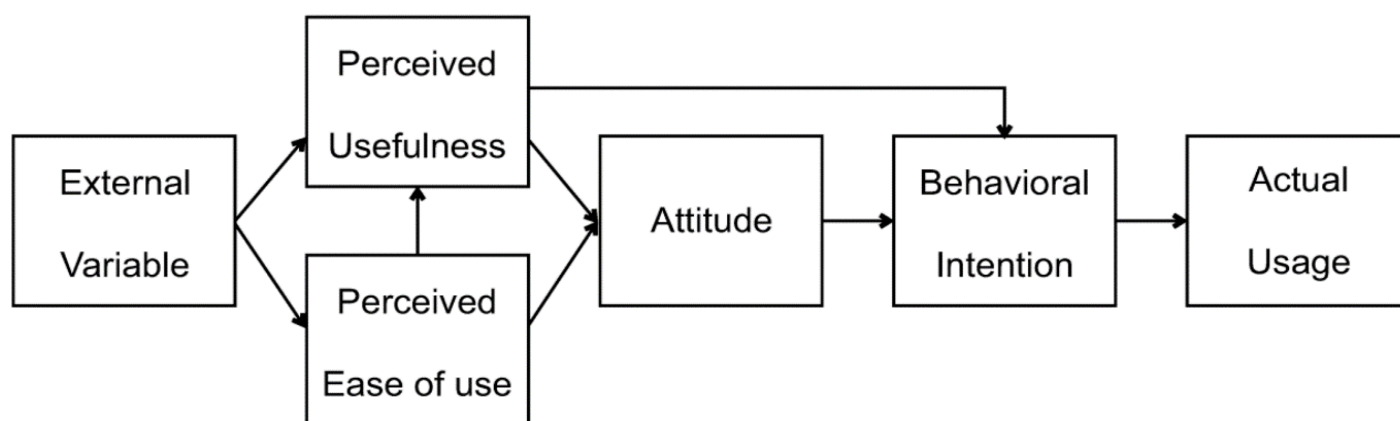 External
Variable
Perceived
Usefulness
Perceived
Ease of use
Attitude
Behavioral
Intention
Actual
Usage